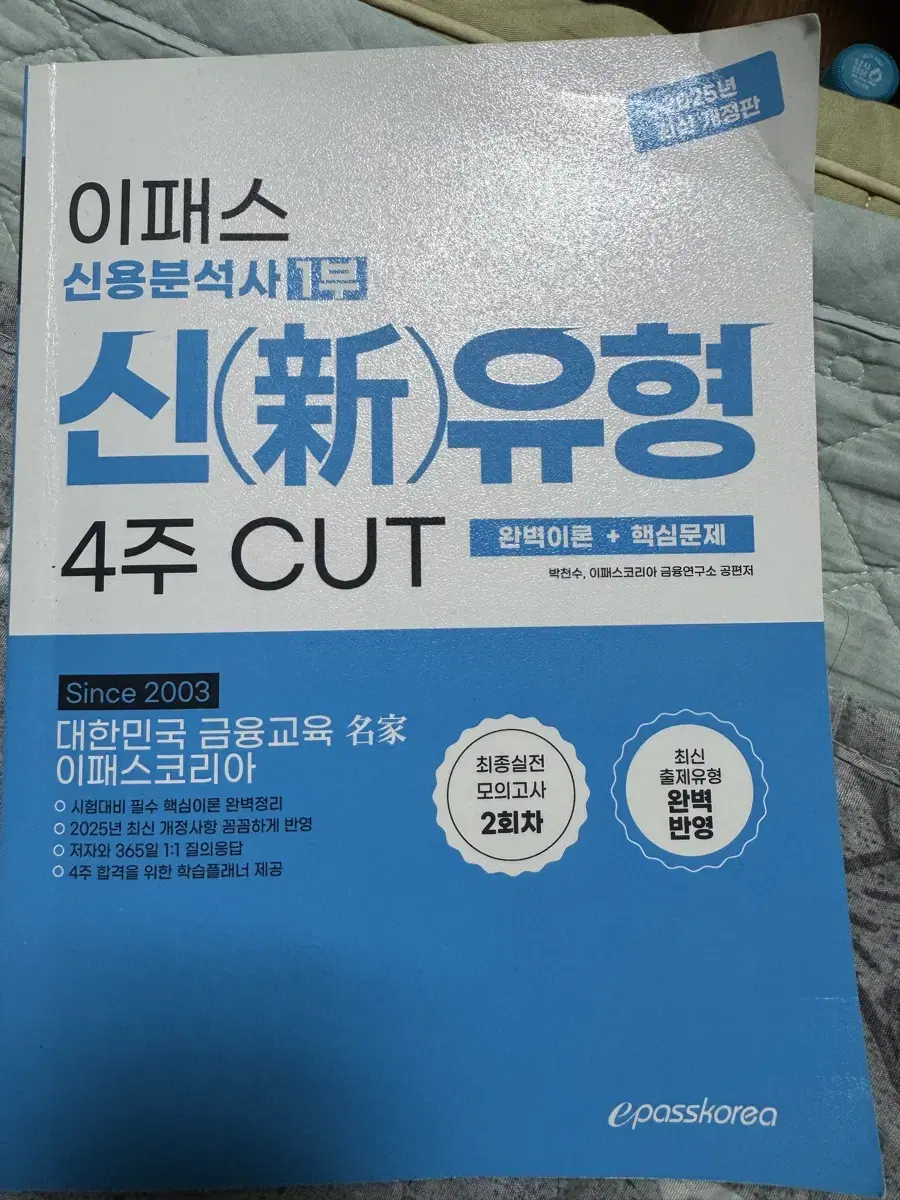 2025년
최신 개정판
이패스
신용분석사 1부
신(新)유형
4주 CUT
완벽이론 + 핵심문제
박천수, 이패스코리아 금융연구소 공편저
Since 2003
대한민국 금융교육 名家
이패스코리아
시험대비 필수 핵심이론 완벽정리
2025년 최신 개정사항 꼼꼼하게 반영
저자와 365일 1:1 질의응답
4주 합격을 위한 학습플래너 제공
최종실전
모의고사
2회차
최신
출제유형
완벽
반영
epasskorea